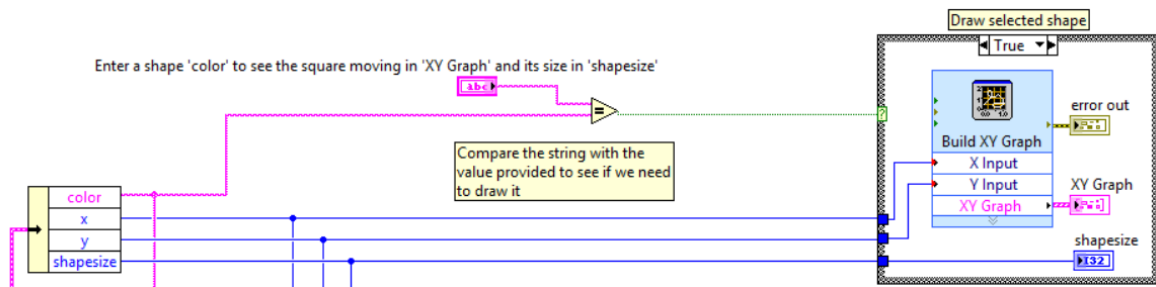 Draw selected shape
True
Enter a shape 'color' to see the square moving in 'XY Graph' and its size in 'shapesize'
abc
=
?
error out
Build XY Graph
Compare the string with the
value provided to see if we need
to draw it
X Input
Y Input
XY Graph
XY Graph
color
x
y
shapesize
shapesize
I32